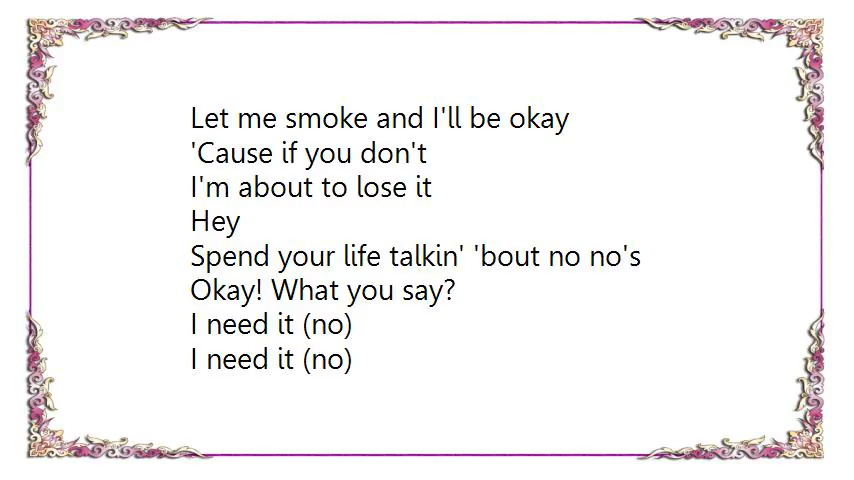 Let me smoke and I'll be okay
'Cause if you don't
I'm about to lose it
Hey
Spend your life talkin' 'bout no no's
Okay! What you say?
I need it (no)
I need it (no)